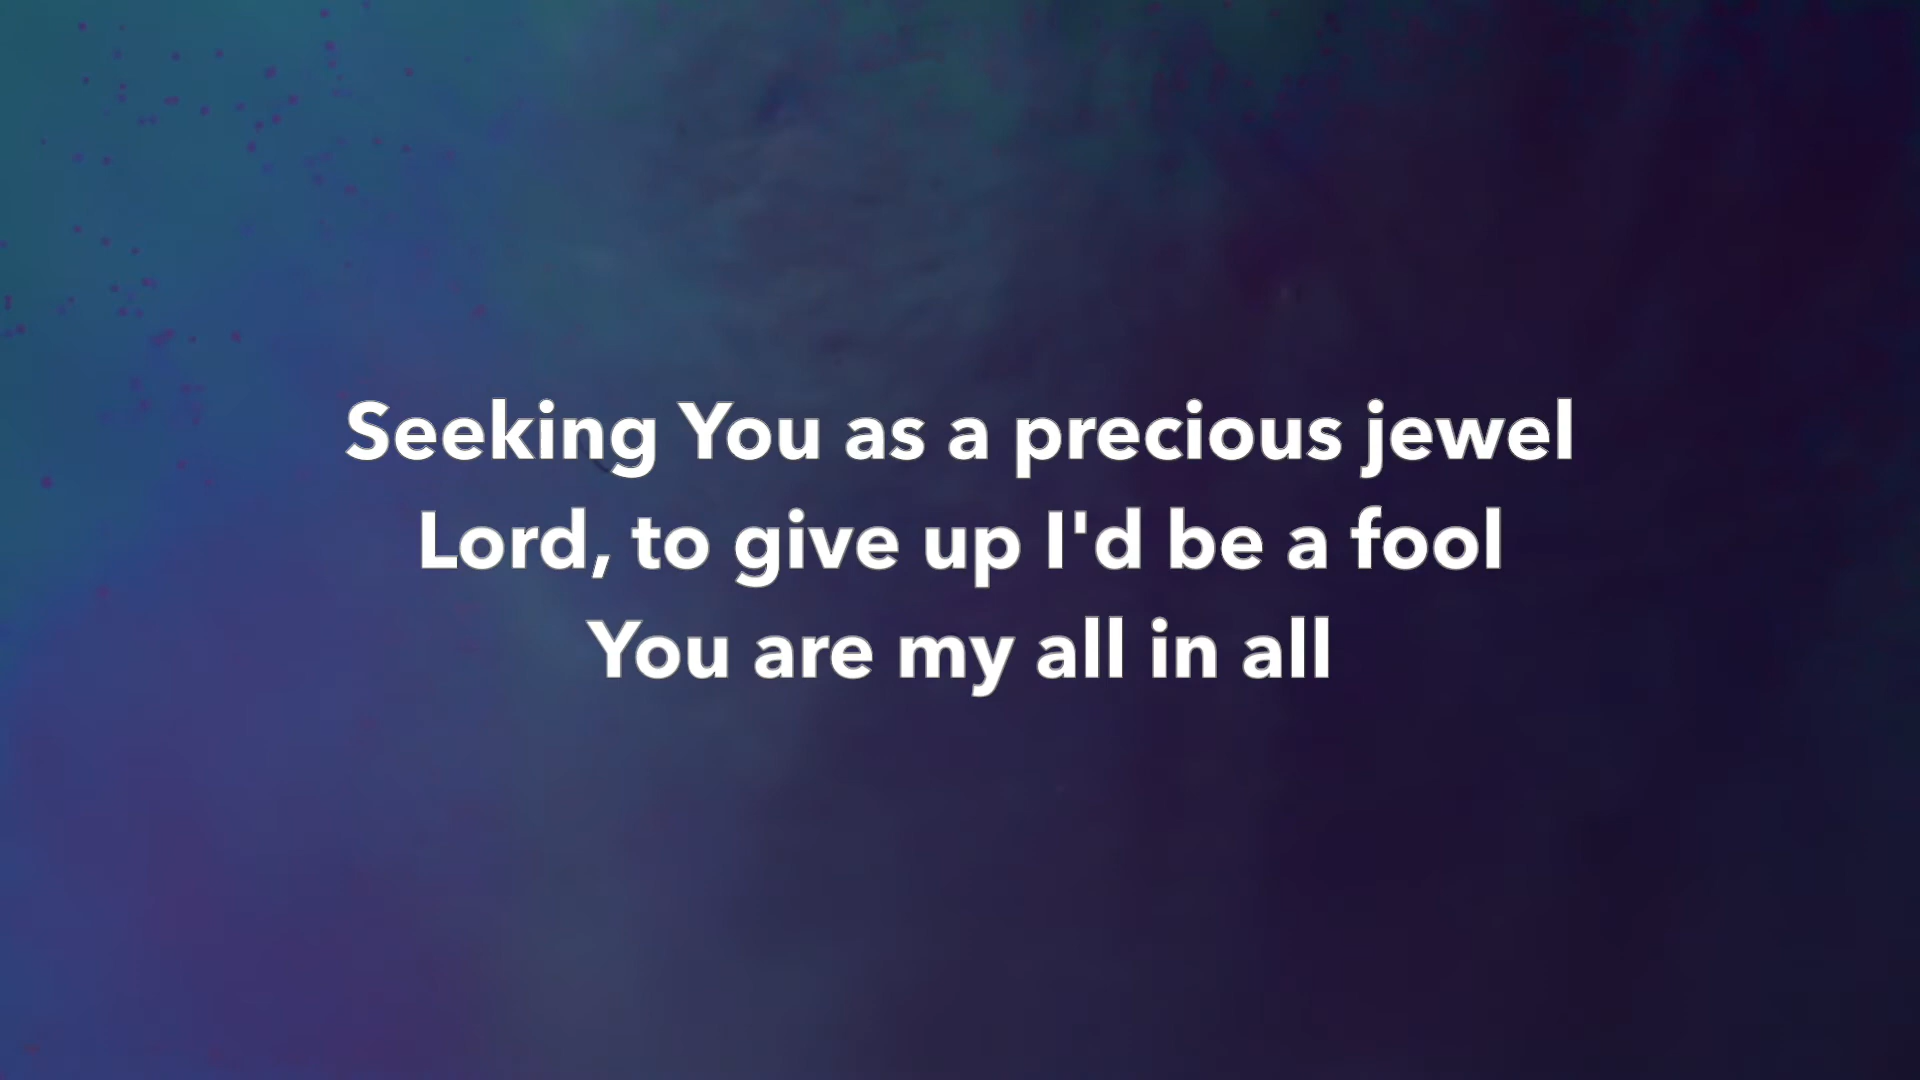 Seeking You as a precious jewel
Lord, to give up I'd be a fool
You are my all in all